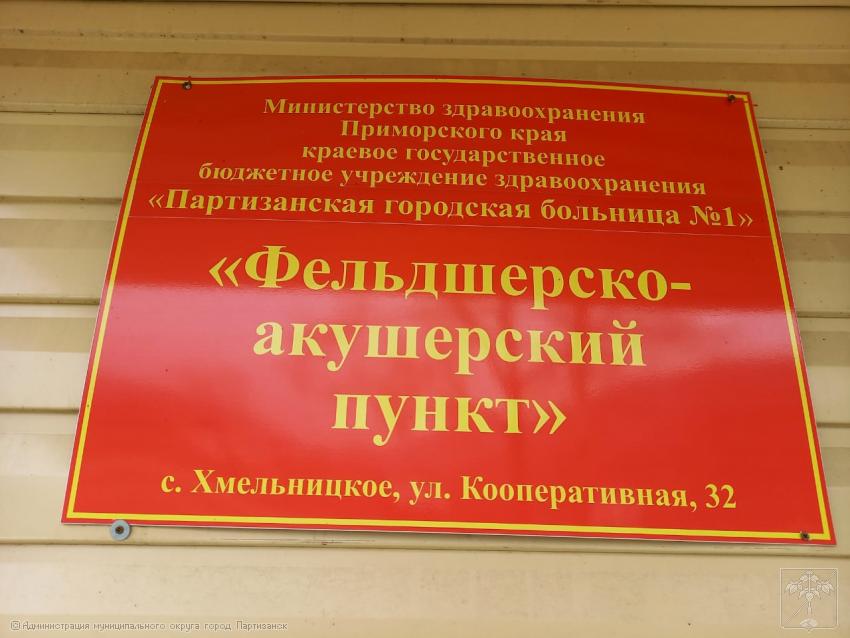 Министерство здравоохранения
Приморского края
краевое государственное
бюджетное учреждение здравоохранения
«Партизанская городская больница №1»
«Фельдшерско-
акушерский
пункт»
с. Хмельницкое, ул. Кооперативная, 32
© Администрация муниципального округа город Партизанск